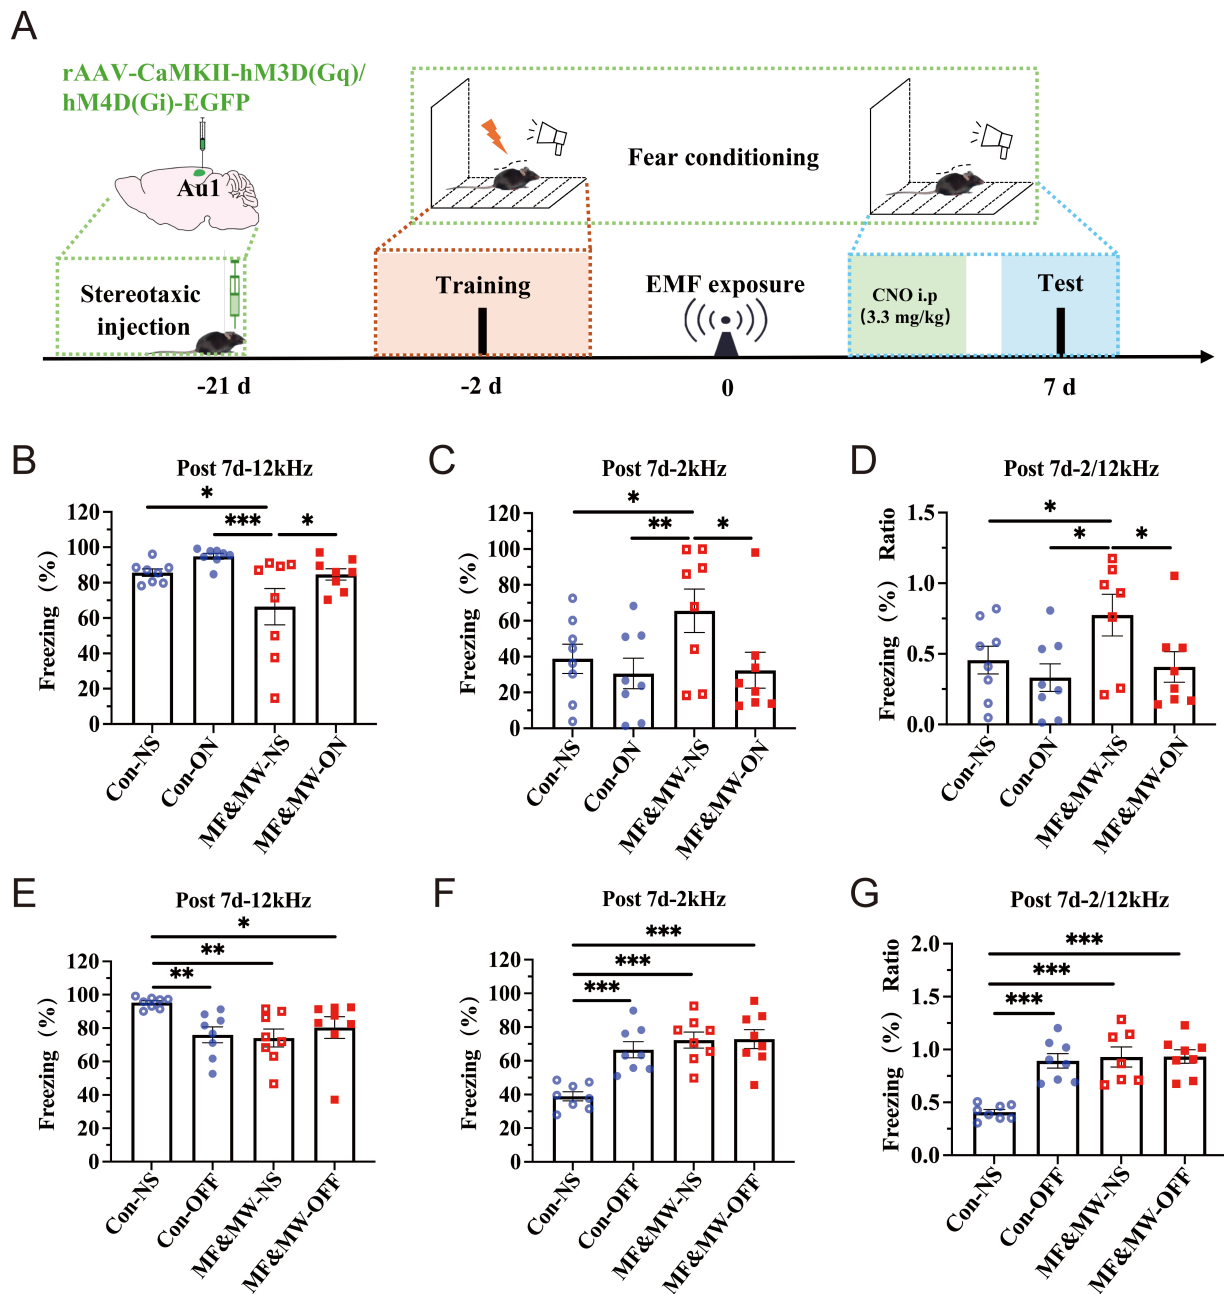 A
rAAV-CaMKII-hM3D(Gq)/
hM4D(Gi)-EGFP
Au1
Fear conditioning
Stereotaxic
injection
Training
EMF exposure
CNO i.p
(3.3 mg/kg)
Test
-21 d
-2 d
0
7 d
B
Post 7d-12kHz
*
***
*
120
100
80
60
40
20
0
Freezing (%)
Con-NS
Con-ON
MF&MW-NS
MF&MW-ON
C
Post 7d-2kHz
*
**
*
120
100
80
60
40
20
0
Freezing (%)
Con-NS
Con-ON
MF&MW-NS
MF&MW-ON
D
Post 7d-2/12kHz
*
*
*
1.5
1.0
0.5
0.0
Freezing (%) Ratio
Con-NS
Con-ON
MF&MW-NS
MF&MW-ON
E
Post 7d-12kHz
*
**
**
120
100
80
60
40
20
0
Freezing (%)
Con-NS
Con-OFF
MF&MW-NS
MF&MW-OFF
F
Post 7d-2kHz
***
***
***
120
100
80
60
40
20
0
Freezing (%)
Con-NS
Con-OFF
MF&MW-NS
MF&MW-OFF
G
Post 7d-2/12kHz
***
***
***
2.0
1.5
1.0
0.5
0.0
Freezing (%) Ratio
Con-NS
Con-OFF
MF&MW-NS
MF&MW-OFF